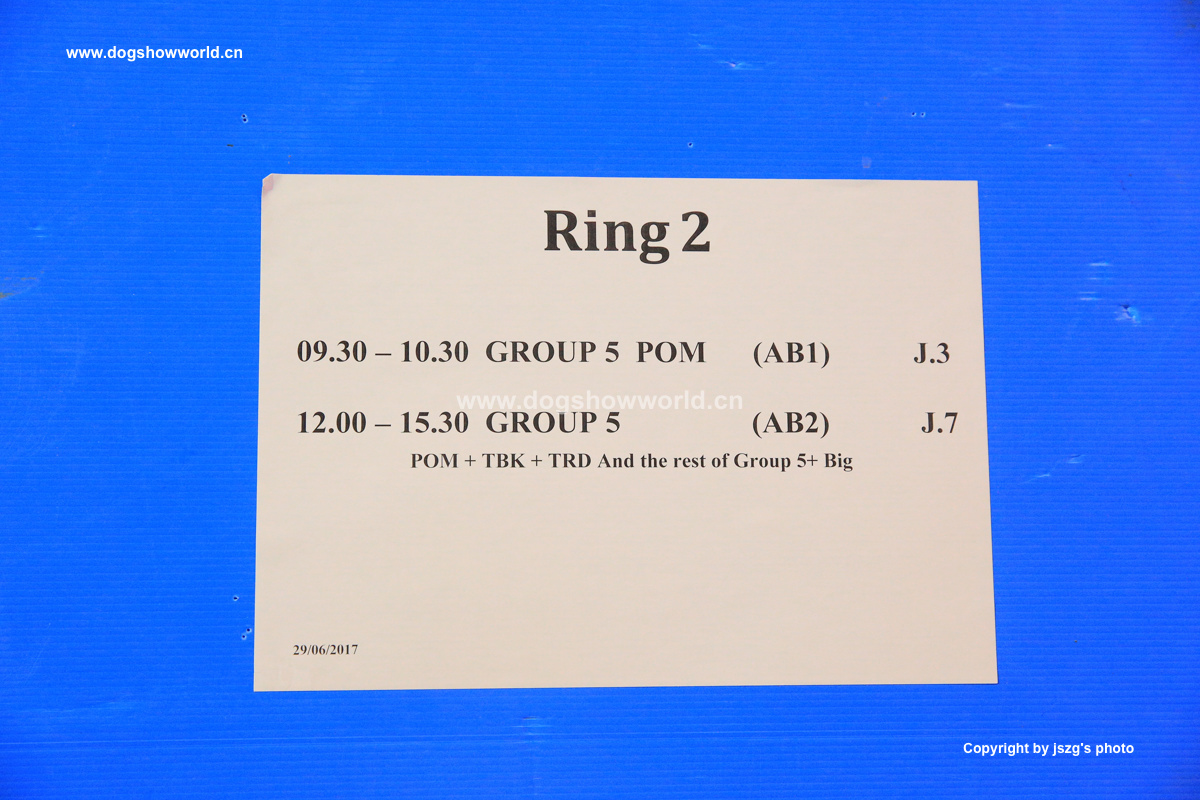 www.dogshowworld.cn
Ring 2
09.30 – 10.30 GROUP 5 POM (AB1) J.3
www.dogshowworld.cn
12.00 – 15.30 GROUP 5 (AB2) J.7
POM + TBK + TRD And the rest of Group 5+ Big
29/06/2017
Copyright by jszg's photo